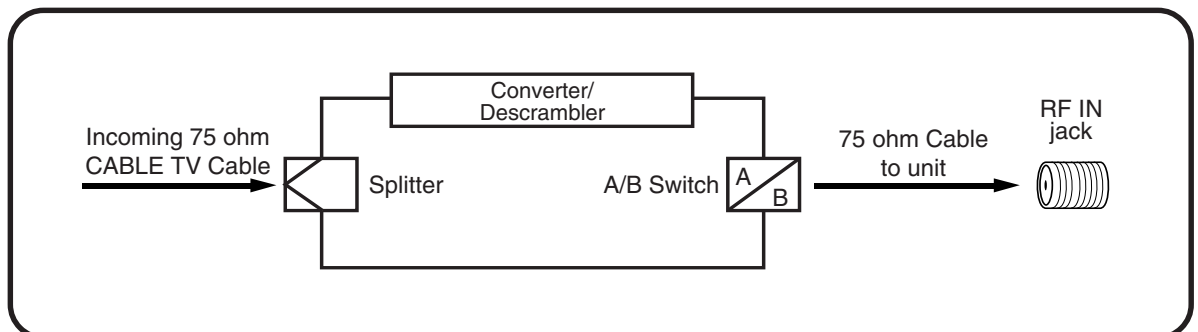 Converter/
Descrambler
Incoming 75 ohm
CABLE TV Cable
Splitter
A/B Switch
A
B
75 ohm Cable
to unit
RF IN
jack